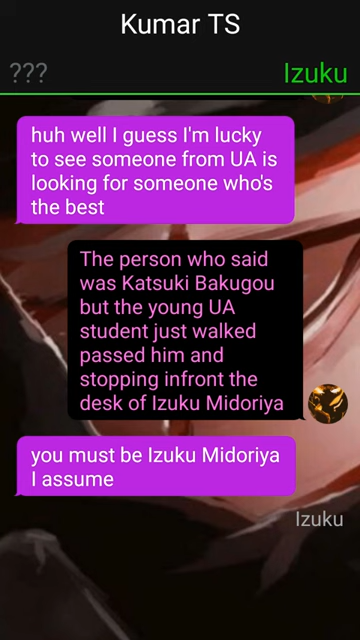 Kumar TS
???
Izuku
huh well I guess I'm lucky
to see someone from UA is
looking for someone who's
the best
The person who said
was Katsuki Bakugou
but the young UA
student just walked
passed him and
stopping infront the
desk of Izuku Midoriya
you must be Izuku Midoriya
I assume
Izuku